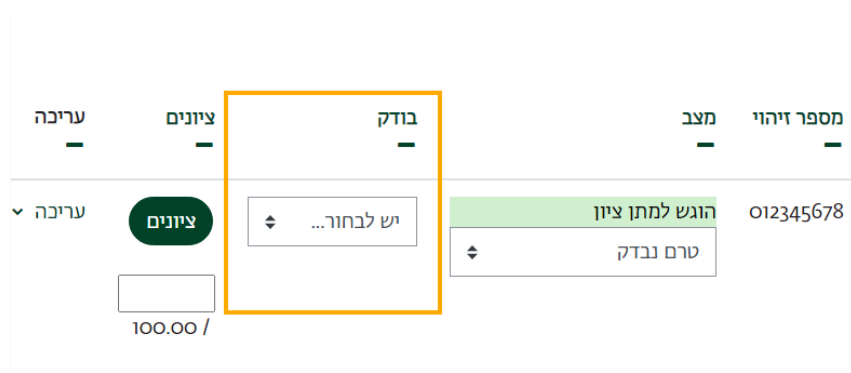 מספר זיהוי מצב בודק ציונים עריכה
012345678 הוגש למתן ציון יש לבחור... ציונים עריכה
טרם נבדק
100.00 /